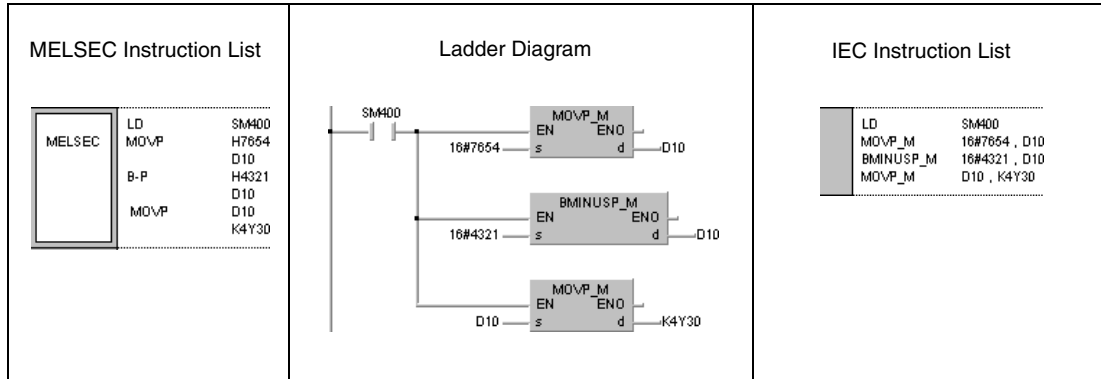 MELSEC Instruction List
MELSEC
LD SM400
MOVP H7654
D10
B-P H4321
D10
MOVP D10
K4Y30
Ladder Diagram
SM400
MOVP_M
EN ENO
16#7654 s d D10
BMINUSP_M
EN ENO
16#4321 s d D10
MOVP_M
EN ENO
D10 s d K4Y30
IEC Instruction List
LD SM400
MOVP_M 16#7654 , D10
BMINUSP_M 16#4321 , D10
MOVP_M D10 , K4Y30